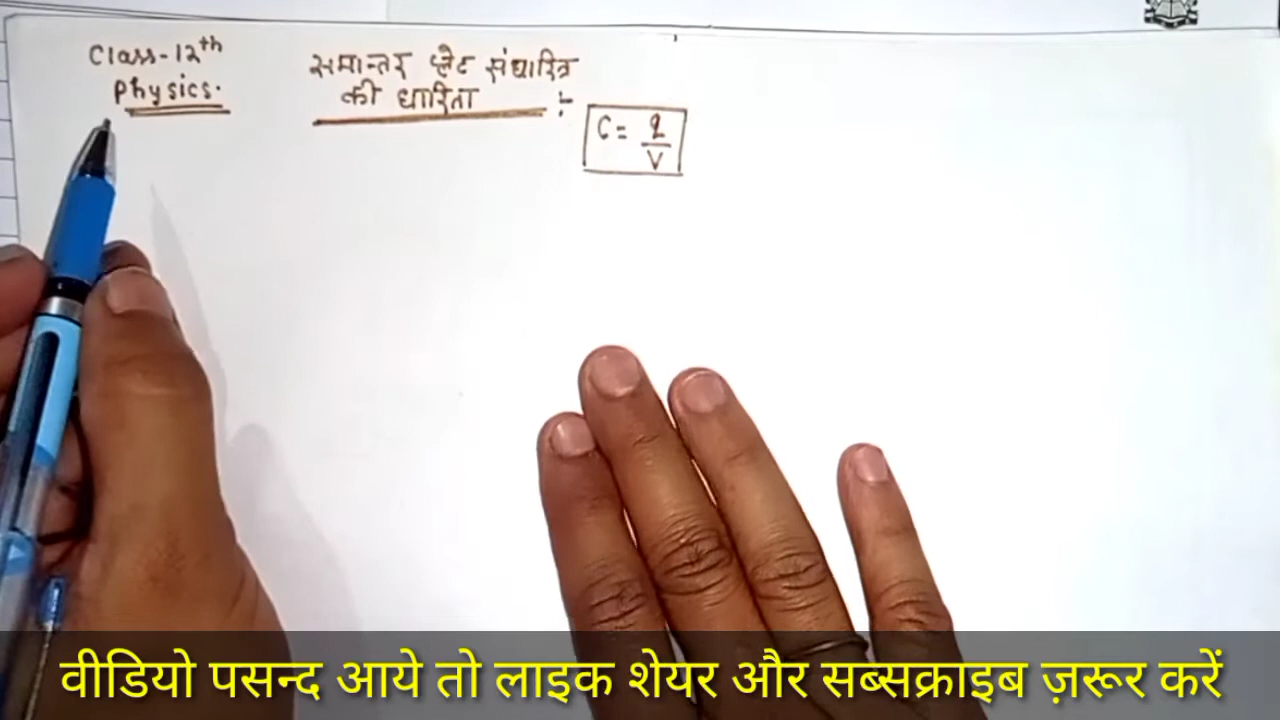 Class-12th
Physics.
समान्तर प्लेट संधारित्र
की धारिता :-
C = q/V
वीडियो पसन्द आये तो लाइक शेयर और सब्सक्राइब ज़रूर करें